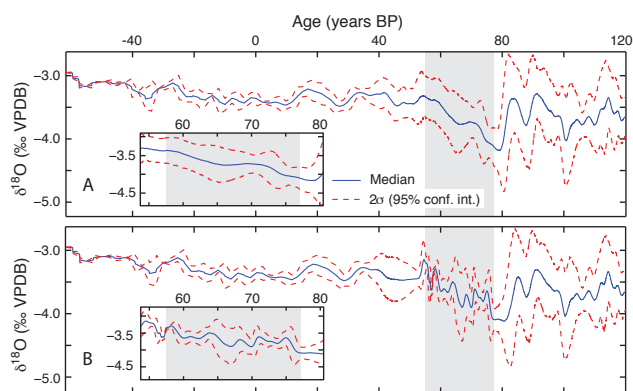 Age (years BP)
-40 0 40 80 120
−3.0
−4.0
−5.0
δ18O (‰ VPDB)
60 70 80
−3.5
−4.5
A
Median
2σ (95% conf. int.)
−3.0
−4.0
−5.0
δ18O (‰ VPDB)
60 70 80
−3.5
−4.5
B